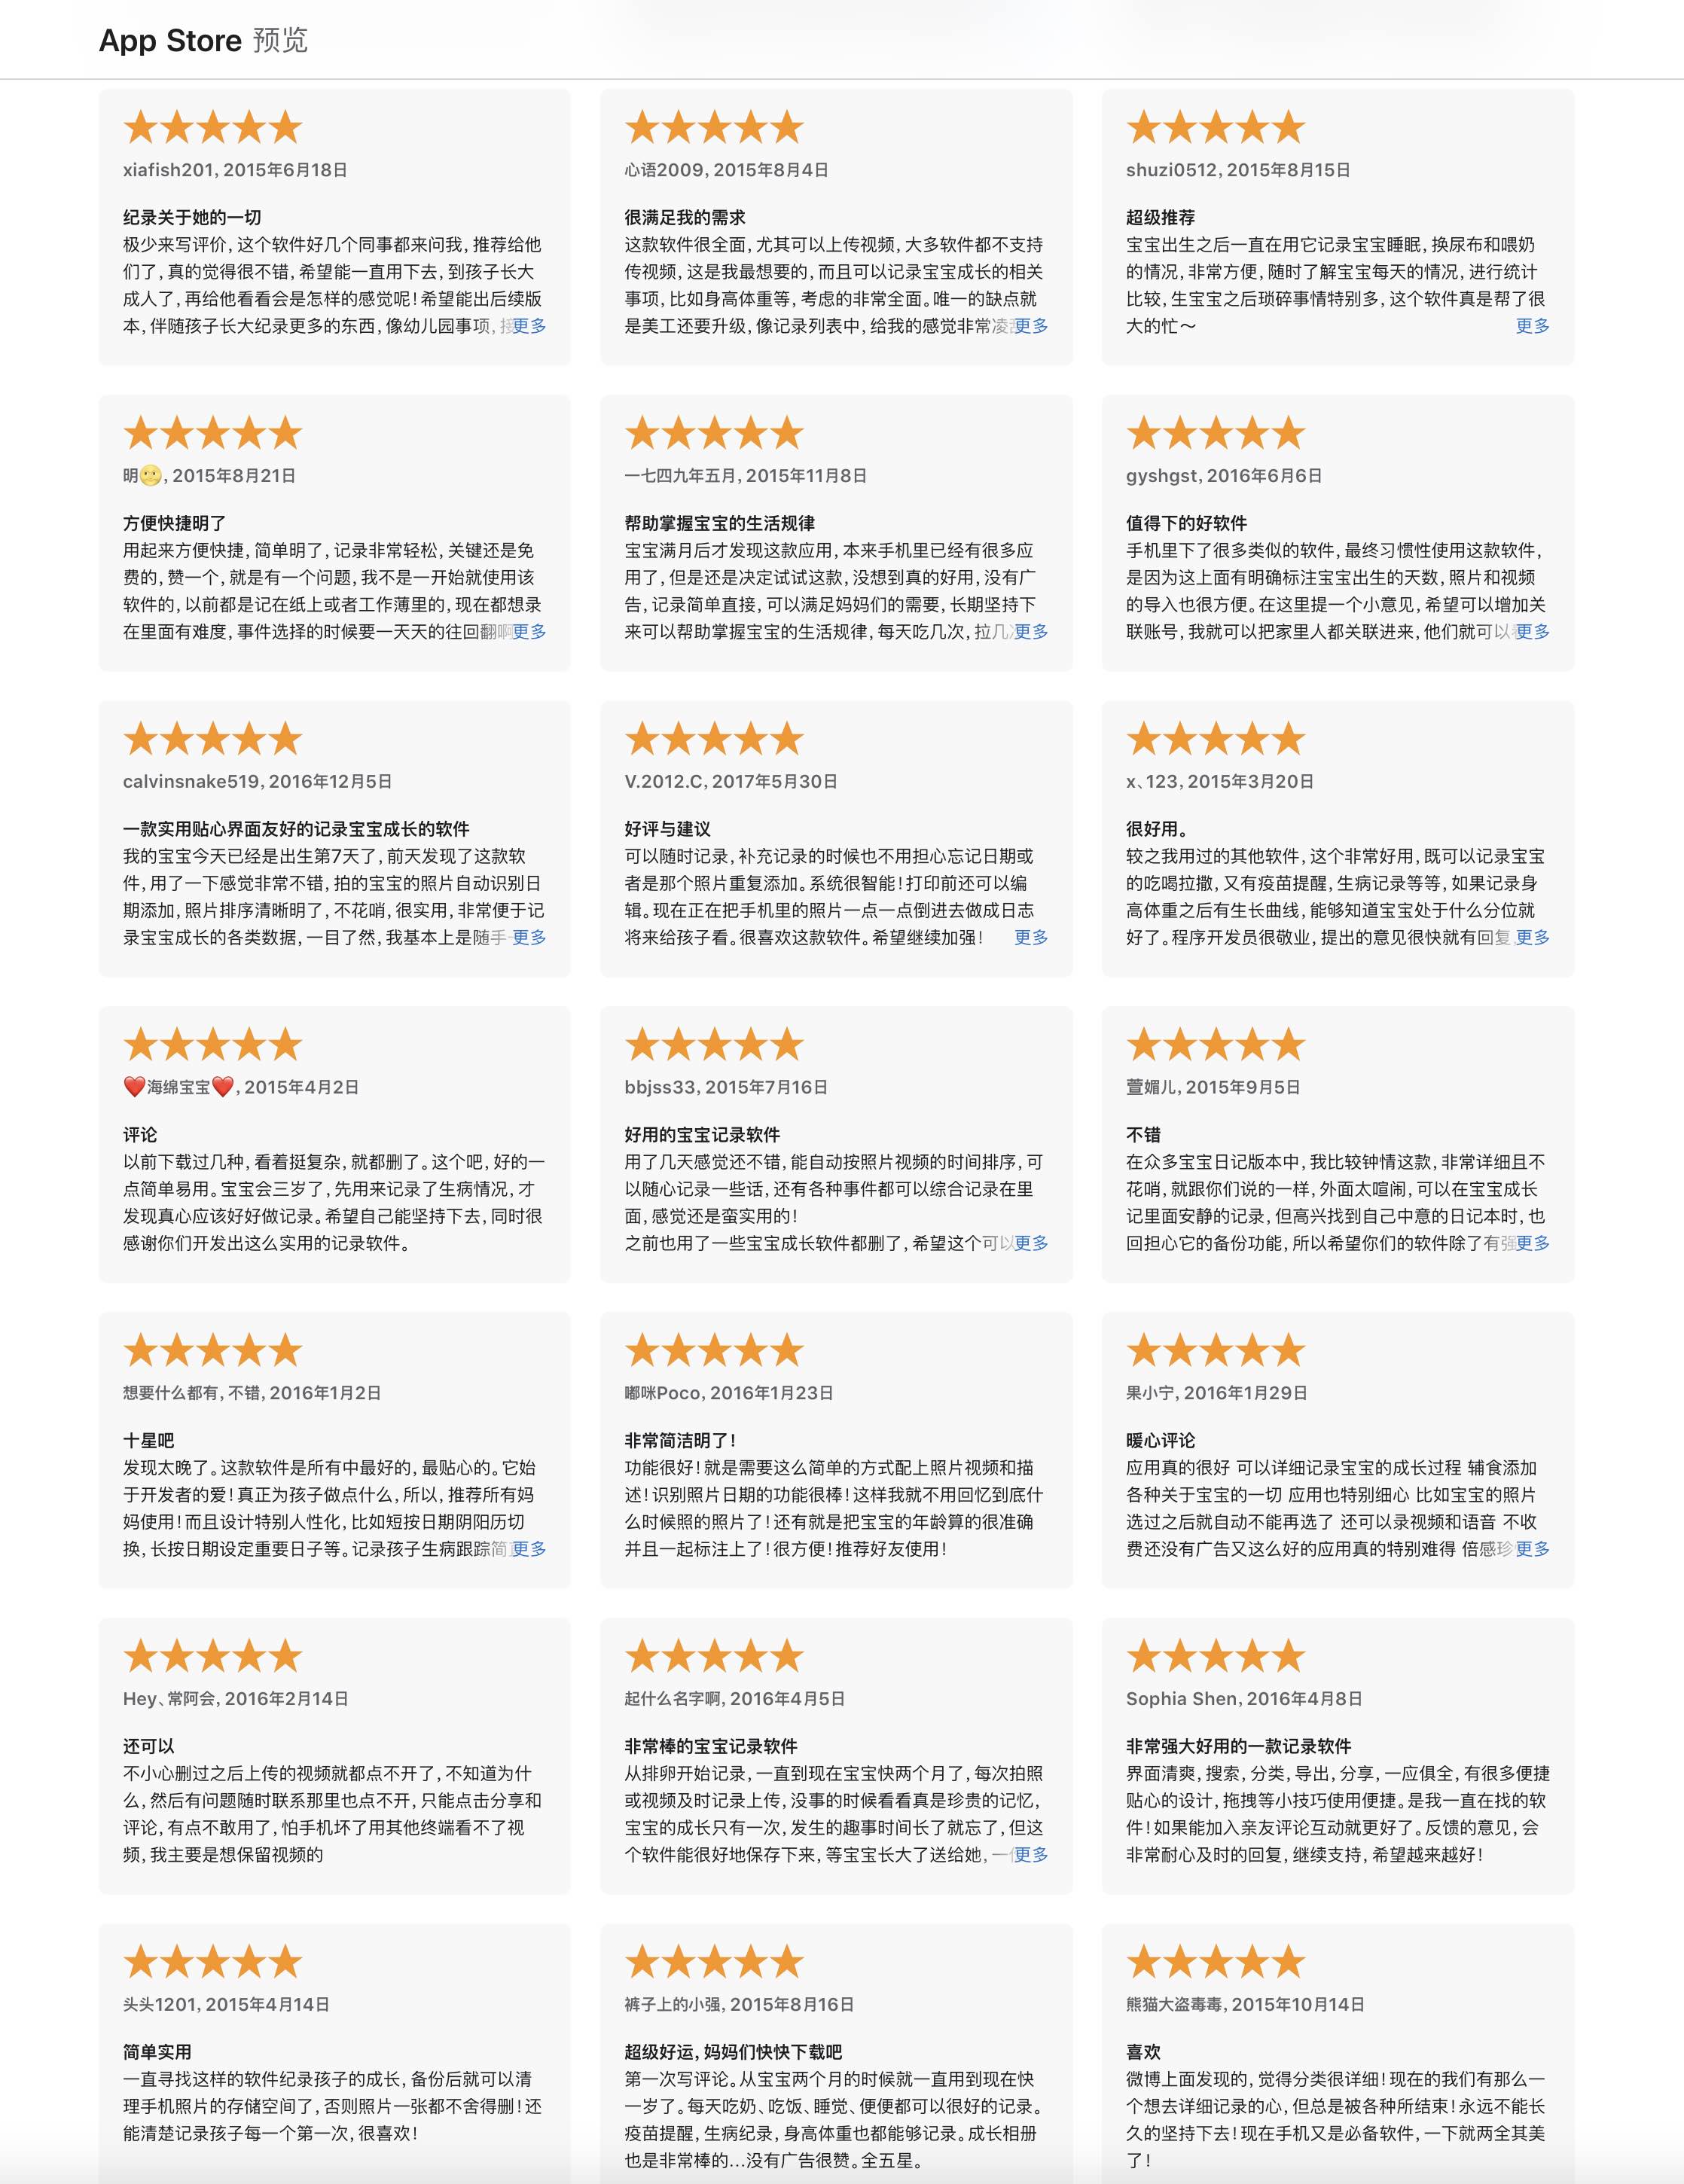 App Store 预览
xiafish201, 2015年6月18日
纪录关于她的一切
极少来写评价，这个软件好几个同事都来问我，推荐给他
们了，真的觉得很不错，希望能一直用下去，到孩子长大
成人了，再给他看看会是怎样的感觉呢！希望能出后续版
本，伴随孩子长大纪录更多的东西，像幼儿园事项，接更多
心语2009, 2015年8月4日
很满足我的需求
这款软件很全面，尤其可以上传视频，大多软件都不支持
传视频，这是我最想要的，而且可以记录宝宝成长的相关
事项，比如身高体重等，考虑的非常全面。唯一的缺点就
是美工还要升级，像记录列表中，给我的感觉非常凌更多
shuzi0512, 2015年8月15日
超级推荐
宝宝出生之后一直在用它记录宝宝睡眠，换尿布和喂奶
的情况，非常方便，随时了解宝宝每天的情况，进行统计
比较，生宝宝之后琐碎事情特别多，这个软件真是帮了很
大的忙～ 更多
明🌝, 2015年8月21日
方便快捷明了
用起来方便快捷，简单明了，记录非常轻松，关键还是免
费的，赞一个，就是有一个问题，我不是一开始就使用该
软件的，以前都是记在纸上或者工作薄里的，现在都想录
在里面有难度，事件选择的时候要一天天的往回翻啊更多
一七四九年五月, 2015年11月8日
帮助掌握宝宝的生活规律
宝宝满月后才发现这款应用，本来手机里已经有很多应
用了，但是还是决定试试这款，没想到真的好用，没有广
告，记录简单直接，可以满足妈妈们的需要，长期坚持下
来可以帮助掌握宝宝的生活规律，每天吃几次，拉几更多
gyshgst, 2016年6月6日
值得下的好软件
手机里下了很多类似的软件，最终习惯性使用这款软件，
是因为这上面有明确标注宝宝出生的天数，照片和视频
的导入也很方便。在这里提一个小意见，希望可以增加关
联账号，我就可以把家里人都关联进来，他们就可以更多
calvinsnake519, 2016年12月5日
一款实用贴心界面友好的记录宝宝成长的软件
我的宝宝今天已经是出生第7天了，前天发现了这款软
件，用了一下感觉非常不错，拍的宝宝的照片自动识别日
期添加，照片排序清晰明了，不花哨，很实用，非常便于记
录宝宝成长的各类数据，一目了然，我基本上是随手更多
V.2012.C, 2017年5月30日
好评与建议
可以随时记录，补充记录的时候也不用担心忘记日期或
者是那个照片重复添加。系统很智能！打印前还可以编
辑。现在正在把手机里的照片一点一点倒进去做成日志
将来给孩子看。很喜欢这款软件。希望继续加强！ 更多
x、123, 2015年3月20日
很好用。
较之我用过的其他软件，这个非常好用，既可以记录宝宝
的吃喝拉撒，又有疫苗提醒，生病记录等等，如果记录身
高体重之后有生长曲线，能够知道宝宝处于什么分位就
好了。程序开发员很敬业，提出的意见很快就有回复更多
❤️海绵宝宝❤️, 2015年4月2日
评论
以前下载过几种，看着挺复杂，就都删了。这个吧，好的一
点简单易用。宝宝会三岁了，先用来记录了生病情况，才
发现真心应该好好做记录。希望自己能坚持下去，同时很
感谢你们开发出这么实用的记录软件。
bbjss33, 2015年7月16日
好用的宝宝记录软件
用了几天感觉还不错，能自动按照片视频的时间排序，可
以随心记录一些话，还有各种事件都可以综合记录在里
面，感觉还是蛮实用的！
之前也用了一些宝宝成长软件都删了，希望这个可以更多
萱媚儿, 2015年9月5日
不错
在众多宝宝日记版本中，我比较钟情这款，非常详细且不
花哨，就跟你们说的一样，外面太喧闹，可以在宝宝成长
记里面安静的记录，但高兴找到自己中意的日记本时，也
回担心它的备份功能，所以希望你们的软件除了有强更多
想要什么都有，不错, 2016年1月2日
十星吧
发现太晚了。这款软件是所有中最好的，最贴心的。它始
于开发者的爱！真正为孩子做点什么，所以，推荐所有妈
妈使用！而且设计特别人性化，比如短按日期阴阳历切
换，长按日期设定重要日子等。记录孩子生病跟踪简更多
嘟咪Poco, 2016年1月23日
非常简洁明了！
功能很好！就是需要这么简单的方式配上照片视频和描
述！识别照片日期的功能很棒！这样我就不用回忆到底什
么时候照的照片了！还有就是把宝宝的年龄算的很准确
并且一起标注上了！很方便！推荐好友使用！
果小宁, 2016年1月29日
暖心评论
应用真的很好 可以详细记录宝宝的成长过程 辅食添加
各种关于宝宝的一切 应用也特别细心 比如宝宝的照片
选过之后就自动不能再选了 还可以录视频和语音 不收
费还没有广告又这么好的应用真的特别难得 倍感珍更多
Hey、常阿会, 2016年2月14日
还可以
不小心删过之后上传的视频就都点不开了，不知道为什
么，然后有问题随时联系那里也点不开，只能点击分享和
评论，有点不敢用了，怕手机坏了用其他终端看不了视
频，我主要是想保留视频的
起什么名字啊, 2016年4月5日
非常棒的宝宝记录软件
从排卵开始记录，一直到现在宝宝快两个月了，每次拍照
或视频及时记录上传，没事的时候看看真是珍贵的记忆，
宝宝的成长只有一次，发生的趣事时间长了就忘了，但这
个软件能很好地保存下来，等宝宝长大了送给她，一更多
Sophia Shen, 2016年4月8日
非常强大好用的一款记录软件
界面清爽，搜索，分类，导出，分享，一应俱全，有很多便捷
贴心的设计，拖拽等小技巧使用便捷。是我一直在找的软
件！如果能加入亲友评论互动就更好了。反馈的意见，会
非常耐心及时的回复，继续支持，希望越来越好！
头头1201, 2015年4月14日
简单实用
一直寻找这样的软件纪录孩子的成长，备份后就可以清
理手机照片的存储空间了，否则照片一张都不舍得删！还
能清楚记录孩子每一个第一次，很喜欢！
裤子上的小强, 2015年8月16日
超级好运，妈妈们快快下载吧
第一次写评论。从宝宝两个月的时候就一直用到现在快
一岁了。每天吃奶、吃饭、睡觉、便便都可以很好的记录。
疫苗提醒，生病纪录，身高体重也都能够记录。成长相册
也是非常棒的…没有广告很赞。全五星。
熊猫大盗毒毒, 2015年10月14日
喜欢
微博上面发现的，觉得分类很详细！现在的我们有那么一
个想去详细记录的心，但总是被各种所结束！永远不能长
久的坚持下去！现在手机又是必备软件，一下就两全其美
了！